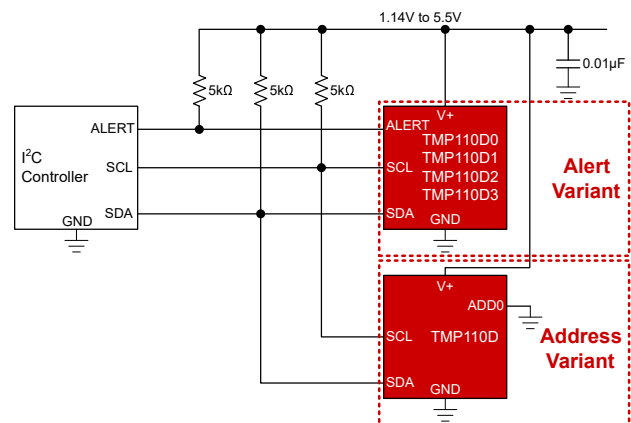 1.14V to 5.5V
0.01µF
5kΩ
5kΩ
5kΩ
I²C
Controller
ALERT
SCL
SDA
GND
V+
ALERT
SCL
SDA
GND
TMP110D0
TMP110D1
TMP110D2
TMP110D3
Alert
Variant
V+
ADD0
SCL
TMP110D
SDA
GND
Address
Variant